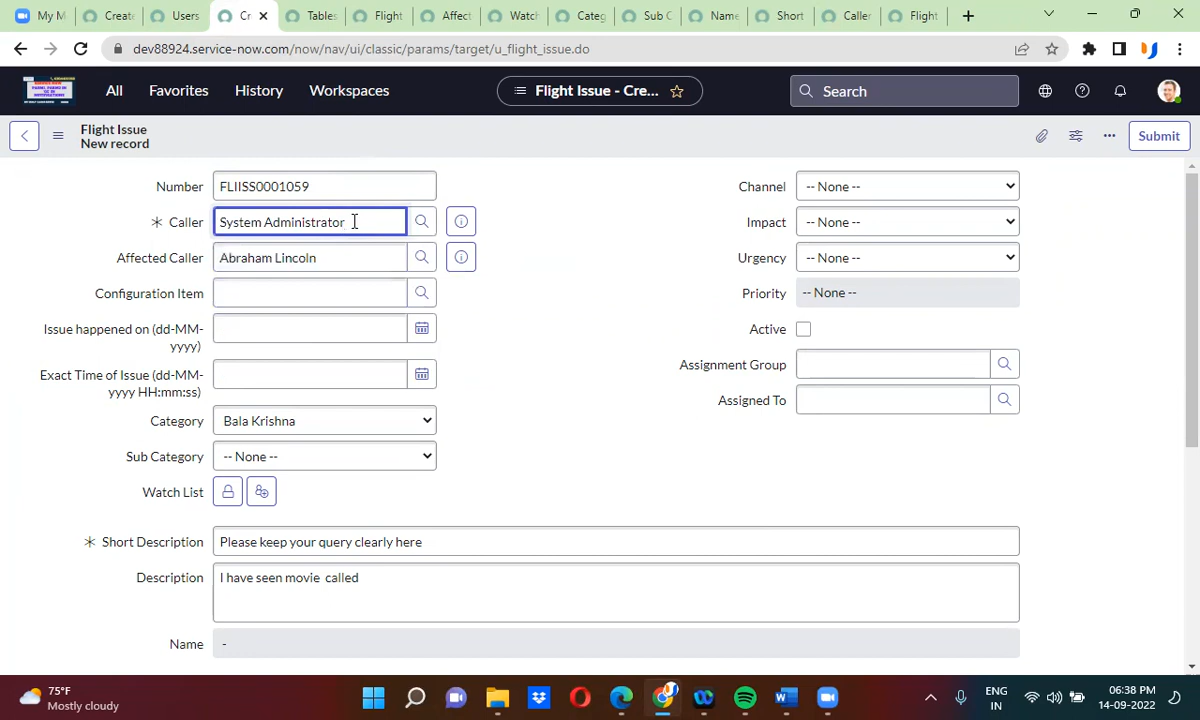 My M
Create
Users
Cr
Tables
Flight
Affect
Watch
Categ
Sub C
Name
Short
Caller
Flight
dev88924.service-now.com/now/nav/ui/classic/params/target/u_flight_issue.do
All
Favorites
History
Workspaces
Flight Issue - Cre...
Search
Flight Issue
New record
Submit
Number
FLIISS0001059
Caller
System Administrator
Affected Caller
Abraham Lincoln
Configuration Item
Issue happened on (dd-MM-
yyyy)
Exact Time of Issue (dd-MM-
yyyy HH:mm:ss)
Category
Bala Krishna
Sub Category
-- None --
Watch List
Channel
-- None --
Impact
-- None --
Urgency
-- None --
Priority
-- None --
Active
Assignment Group
Assigned To
Short Description
Please keep your query clearly here
Description
I have seen movie called
Name
-
75°F
Mostly cloudy
ENG
IN
06:38 PM
14-09-2022